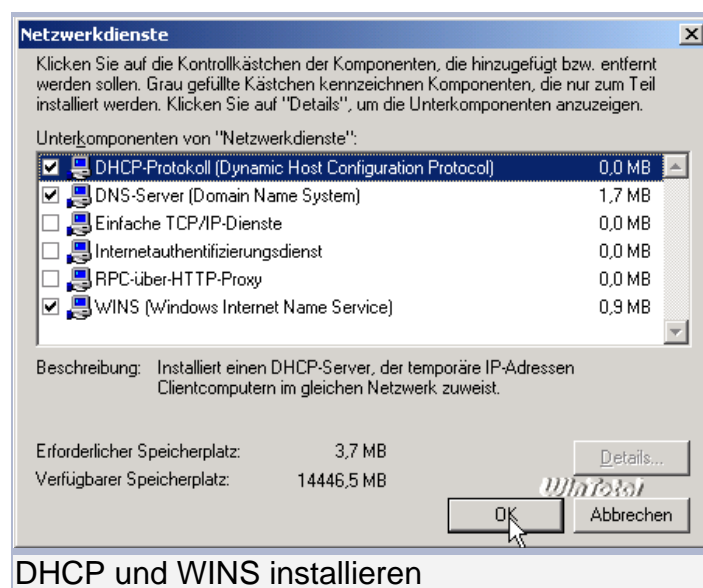 Netzwerkdienste
Klicken Sie auf die Kontrollkästchen der Komponenten, die hinzugefügt bzw. entfernt
werden sollen. Grau gefüllte Kästchen kennzeichnen Komponenten, die nur zum Teil
installiert werden. Klicken Sie auf "Details", um die Unterkomponenten anzuzeigen.
Unterkomponenten von "Netzwerkdienste":
DHCP-Protokoll (Dynamic Host Configuration Protocol) 0,0 MB
DNS-Server (Domain Name System) 1,7 MB
Einfache TCP/IP-Dienste 0,0 MB
Internetauthentifizierungsdienst 0,0 MB
RPC-über-HTTP-Proxy 0,0 MB
WINS (Windows Internet Name Service) 0,9 MB
Beschreibung: Installiert einen DHCP-Server, der temporäre IP-Adressen
Clientcomputern im gleichen Netzwerk zuweist.
Erforderlicher Speicherplatz: 3,7 MB
Details...
Verfügbarer Speicherplatz: 14446,5 MB
WinTotal
OK Abbrechen
DHCP und WINS installieren